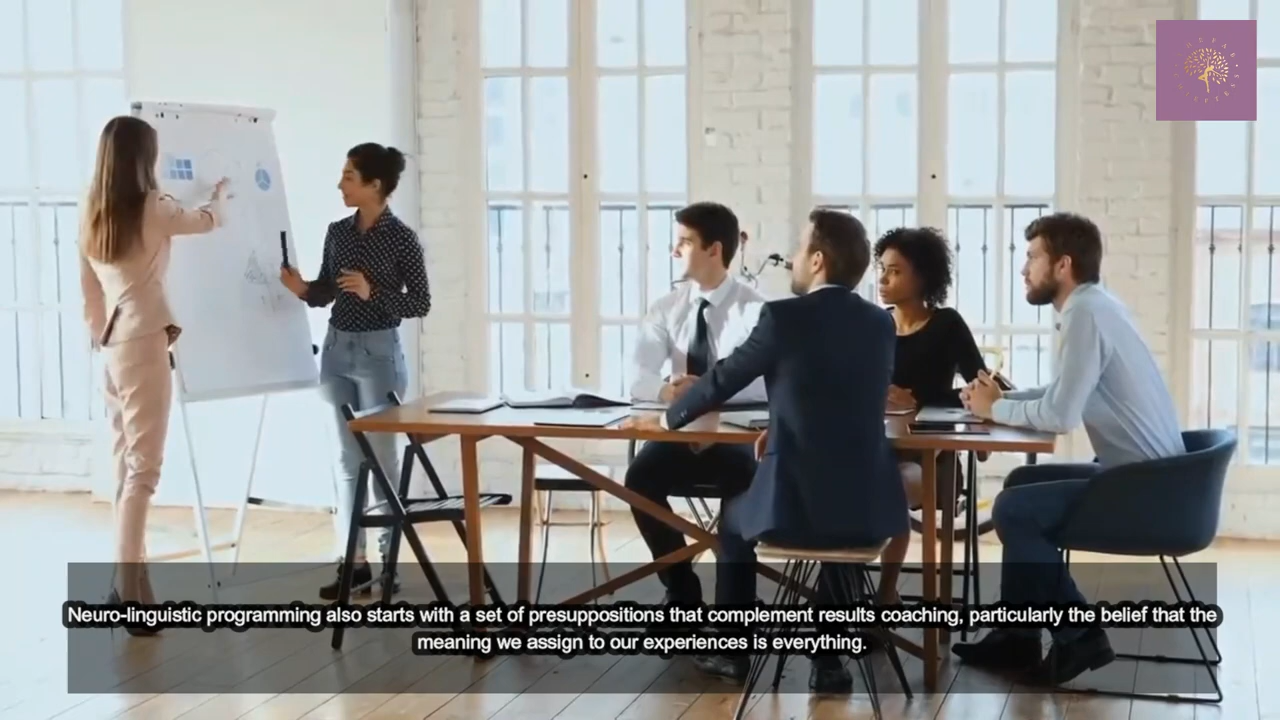 Neuro-linguistic programming also starts with a set of presuppositions that complement results coaching, particularly the belief that the
meaning we assign to our experiences is everything.